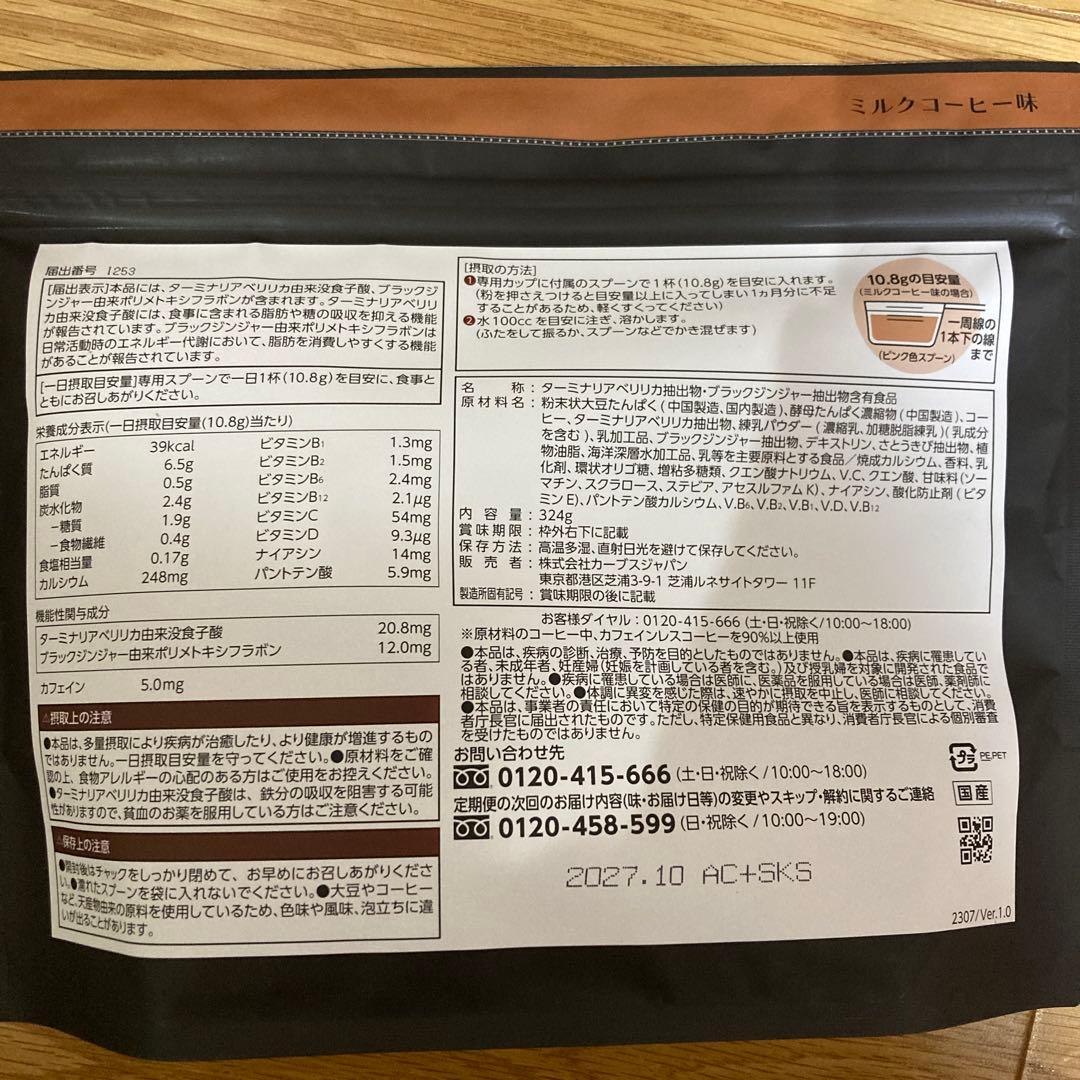 ミルクコーヒー味
届出番号 I253
[届出表示]本品には、ターミナリアベリリカ由来没食子酸、ブラックジ
ンジャー由来ポリメトキシフラボンが含まれます。ターミナリアベリリ
カ由来没食子酸には、食事に含まれる脂肪や糖の吸収を抑える機能
が報告されています。ブラックジンジャー由来ポリメトキシフラボンは
日常活動時のエネルギー代謝において、脂肪を消費しやすくする機能
があることが報告されています。
[一日摂取目安量]専用スプーンで一日1杯(10.8g)を目安に、食事と
ともにお召しあがりください。
栄養成分表示(一日摂取目安量(10.8g)当たり)
エネルギー 39kcal ビタミンB1 1.3mg
たんぱく質 6.5g ビタミンB2 1.5mg
脂質 0.5g ビタミンB6 2.4mg
炭水化物 2.4g ビタミンB12 2.1μg
−糖質 1.9g ビタミンC 54mg
−食物繊維 0.4g ビタミンD 9.3μg
食塩相当量 0.17g ナイアシン 14mg
カルシウム 248mg パントテン酸 5.9mg
機能性関与成分
ターミナリアベリリカ由来没食子酸 20.8mg
ブラックジンジャー由来ポリメトキシフラボン 12.0mg
カフェイン 5.0mg
⚠摂取上の注意
●本品は、多量摂取により疾病が治癒したり、より健康が増進するもの
ではありません。一日摂取目安量を守ってください。●原材料をご確
認の上、食物アレルギーの心配のある方はご使用をお控えください。
●ターミナリアベリリカ由来没食子酸は、鉄分の吸収を阻害する可能
性がありますので、貧血のお薬を服用している方はご注意ください。
⚠保存上の注意
●開封後はチャックをしっかり閉めて、お早めにお召しあがりくださ
い。●濡れたスプーンを袋に入れないでください。●大豆やコーヒー
など、天産物由来の原料を使用しているため、色味や風味、泡立ちに違
いが出ることがあります。
[摂取の方法]
❶専用カップに付属のスプーンで1杯(10.8g)を目安に入れます。
(粉を押さえつけると目安量以上に入ってしまい1ヵ月分に不足
することがあるため、軽くすくってください)
❷水100ccを目安に注ぎ、溶かします。
(ふたをして振るか、スプーンなどでかき混ぜます)
10.8gの目安量
(ミルクコーヒー味の場合)
一周線の
1本下の線
まで
(ピンク色スプーン)
名称:ターミナリアベリリカ抽出物・ブラックジンジャー抽出物含有食品
原材料名:粉末状大豆たんぱく(中国製造、国内製造)、酵母たんぱく濃縮物(中国製造)、コー
ヒー、ターミナリアベリリカ抽出物、練乳パウダー(濃縮乳、加糖脱脂練乳)(乳成分
を含む)、乳加工品、ブラックジンジャー抽出物、デキストリン、さとうきび抽出物、植
物油脂、海洋深層水加工品、乳等を主要原料とする食品/焼成カルシウム、香料、乳
化剤、環状オリゴ糖、増粘多糖類、クエン酸ナトリウム、V.C、クエン酸、甘味料(ソー
マチン、スクラロース、ステビア、アセスルファムK)、ナイアシン、酸化防止剤(ビタ
ミンE)、パントテン酸カルシウム、V.B6、V.B2、V.B1、V.D、V.B12
内容量:324g
賞味期限:枠外右下に記載
保存方法:高温多湿、直射日光を避けて保存してください。
販売者:株式会社カーブスジャパン
東京都港区芝浦3-9-1 芝浦ルネサイトタワー 11F
製造所固有記号:賞味期限の後に記載
お客様ダイヤル:0120-415-666 (土・日・祝除く/10:00〜18:00)
※原材料のコーヒー中、カフェインレスコーヒーを90%以上使用
●本品は、疾病の診断、治療、予防を目的としたものではありません。●本品は、疾病に罹患してい
る者、未成年者、妊産婦(妊娠を計画している者を含む。)及び授乳婦を対象に開発された食品で
はありません。●疾病に罹患している場合は医師に、医薬品を服用している場合は医師、薬剤師に
相談してください。●体調に異変を感じた際は、速やかに摂取を中止し、医師に相談してください。
●本品は、事業者の責任において特定の保健の目的が期待できる旨を表示するものとして、消費
者庁長官に届出されたものです。ただし、特定保健用食品と異なり、消費者庁長官による個別審査
を受けたものではありません。
お問い合わせ先
0120-415-666 (土・日・祝除く/10:00〜18:00)
定期便の次回のお届け内容(味・お届け日等)の変更やスキップ・解約に関するご連絡
0120-458-599 (日・祝除く/10:00〜19:00)
プラ PE,PET
国産
2027.10 AC+SKS
2307/Ver.1.0